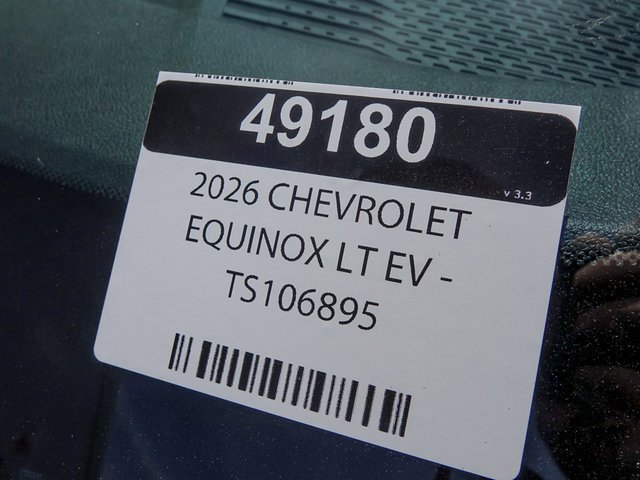 49180
v 3.3
2026 CHEVROLET
EQUINOX LT EV -
TS106895